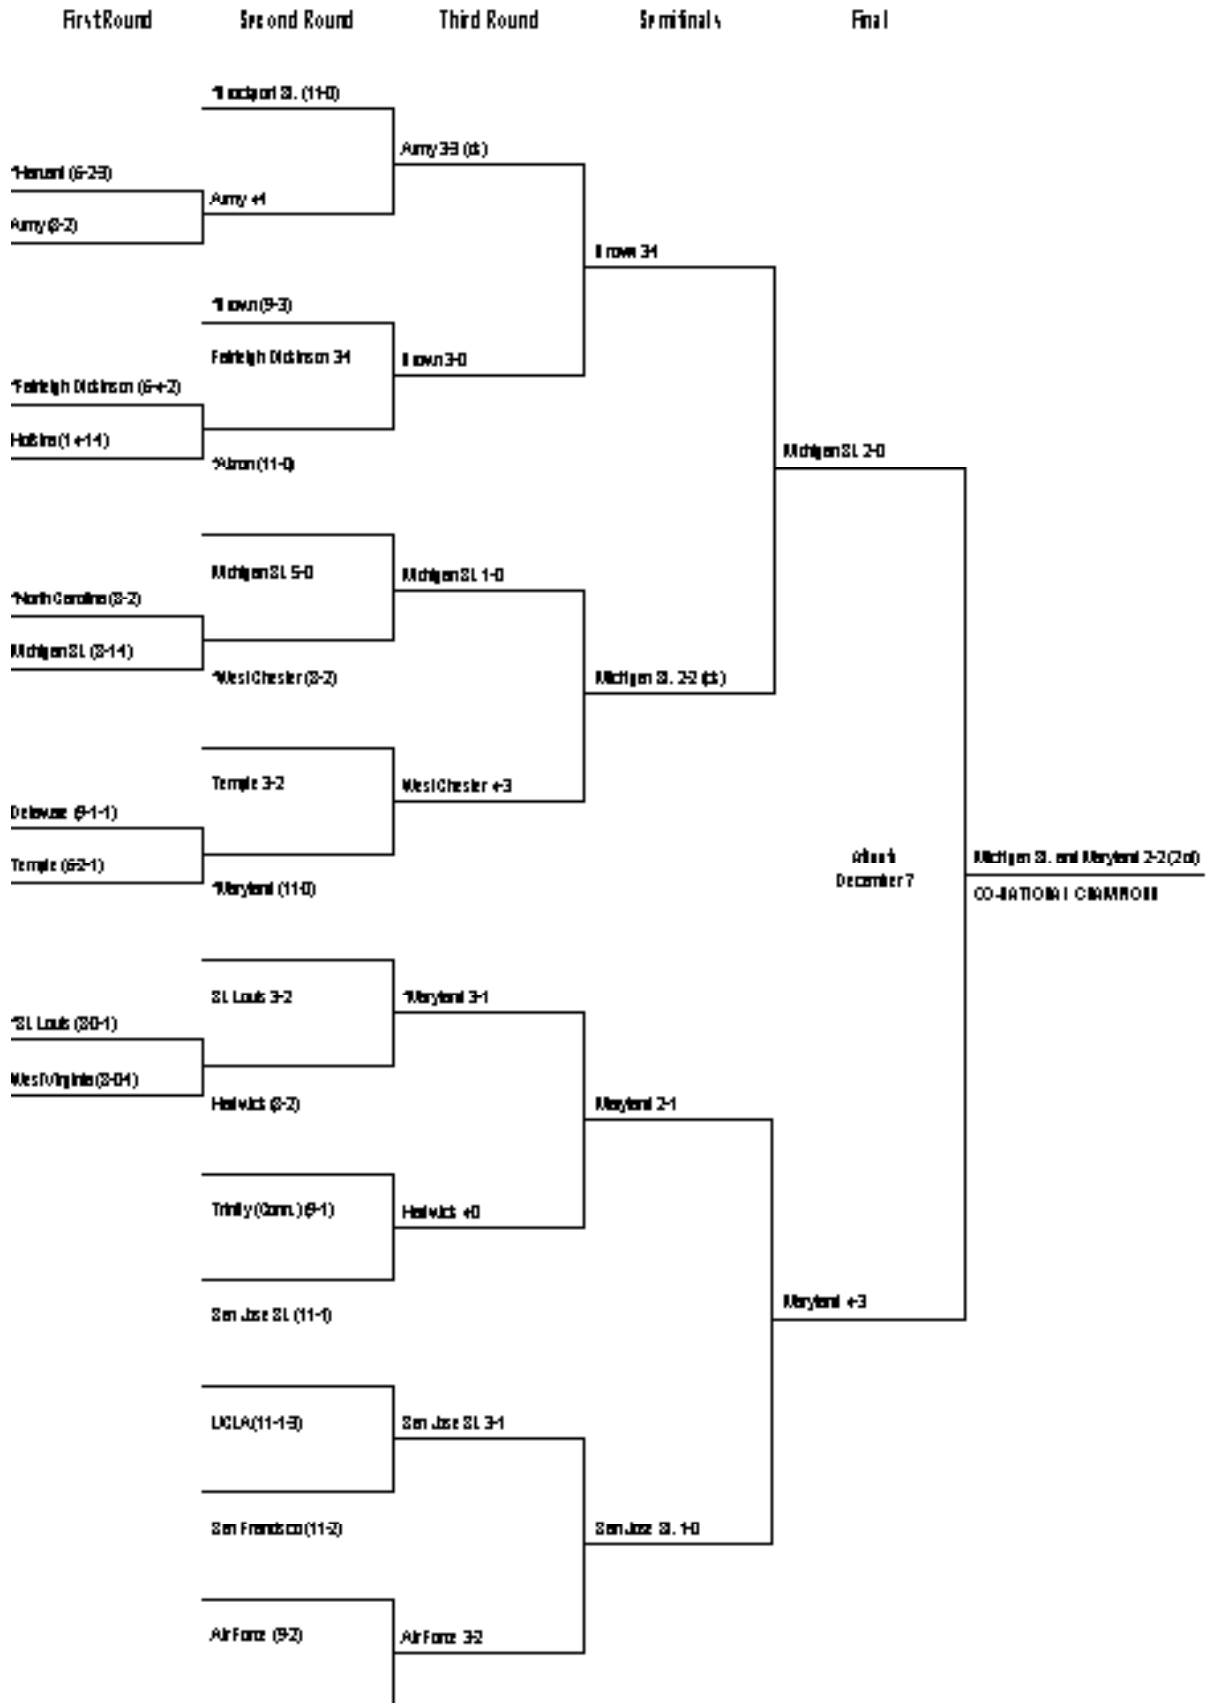 First Round Second Round Third Round Semifinals Final
*Brockport St. (11-0)
Army 3-3 (ck)
*Harvard (6-2-3)
Army 4-1
Army (8-2)
Brown 3-1
*Brown (9-3)
Fairleigh Dickinson 3-1
Brown 3-0
*Fairleigh Dickinson (6-4-2)
Hofstra (14-1-1)
Michigan St. 2-0
*Akron (11-0)
Michigan St. 5-0
Michigan St. 1-0
*North Carolina (8-2)
Michigan St. (8-1-1)
*West Chester (8-2)
Michigan St. 2-2 (ck)
Temple 3-2
West Chester 4-3
Delaware (9-1-1)
Temple (6-2-1)
*Maryland (11-0)
December 7
Michigan St. and Maryland 2-2 (2ot)
CO-NATIONAL CHAMPIONS
St. Louis 3-2
*Maryland 3-1
*St. Louis (8-0-1)
West Virginia (8-0-1)
Hartwick (8-2)
Maryland 2-1
Trinity (Conn.) (9-1)
Hartwick 4-0
San Jose St. (11-1)
Maryland 4-3
UCLA (11-1-3)
San Jose St. 3-1
San Francisco (11-2)
San Jose St. 1-0
Air Force (9-2)
Air Force 3-2